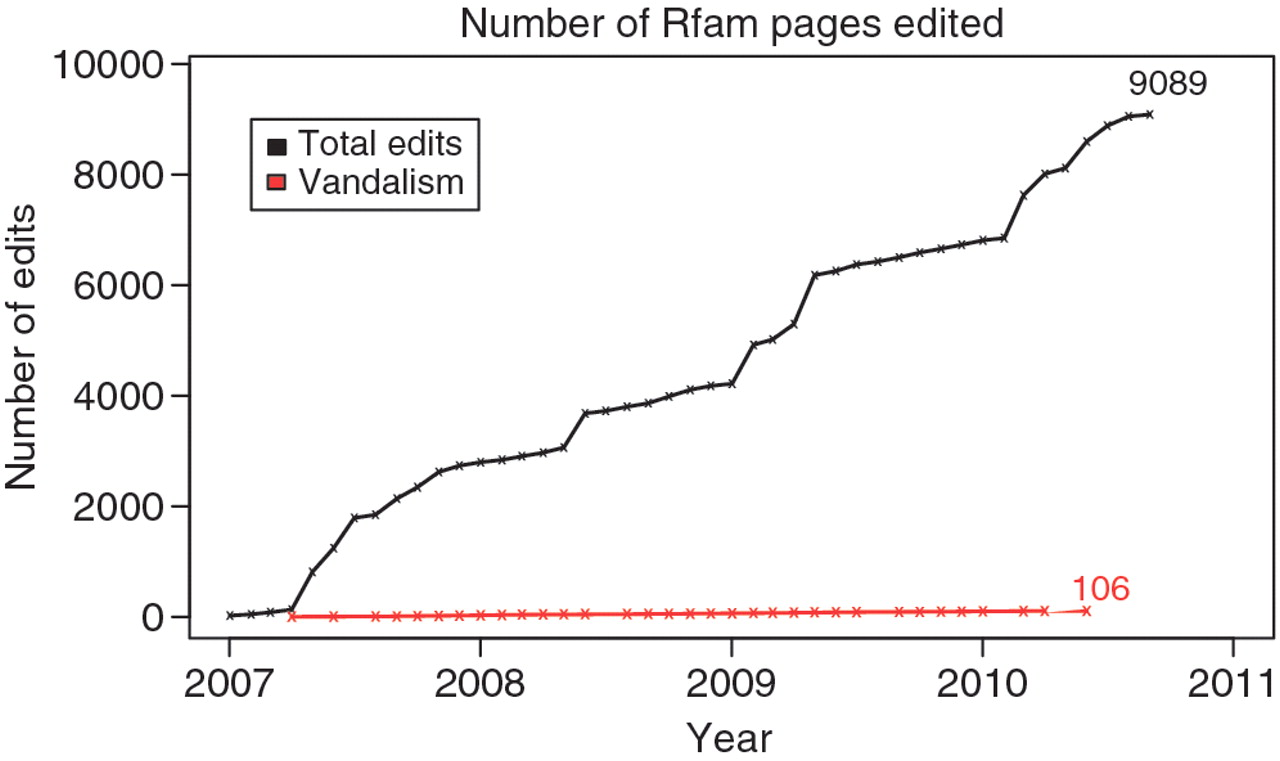 Number of Rfam pages edited
10000
8000
6000
4000
2000
0
Number of edits
Total edits
Vandalism
9089
106
2007 2008 2009 2010 2011
Year